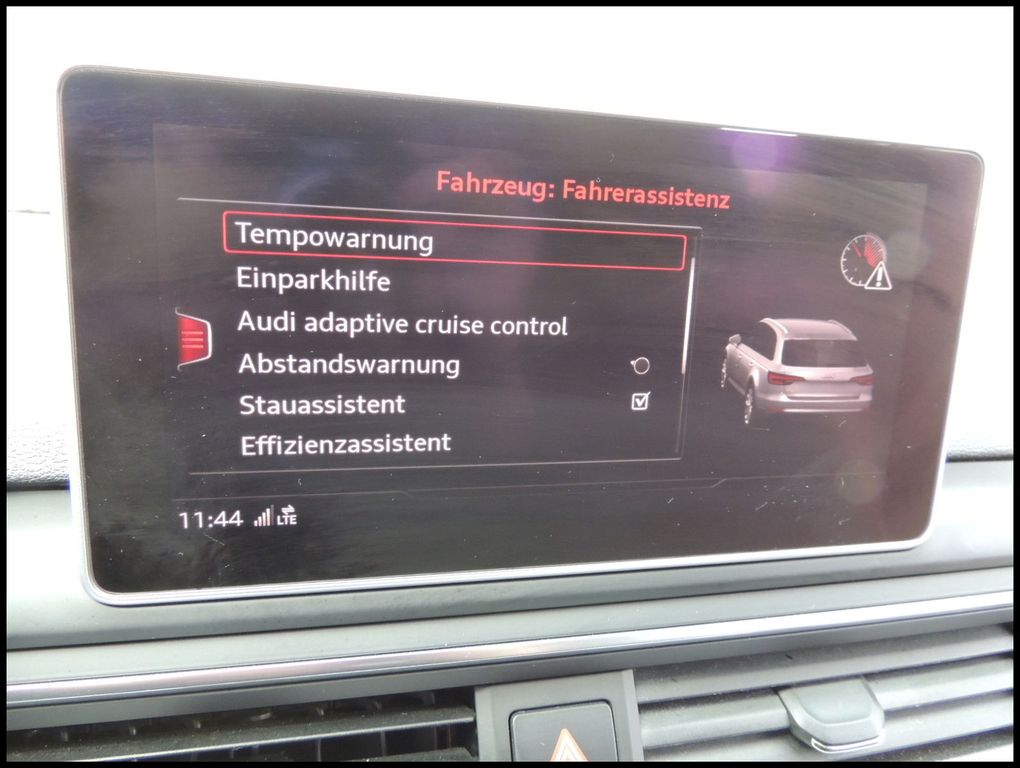 Fahrzeug: Fahrerassistenz
Tempowarnung
Einparkhilfe
Audi adaptive cruise control
Abstandswarnung
Stauassistent
Effizienzassistent
11:44 LTE